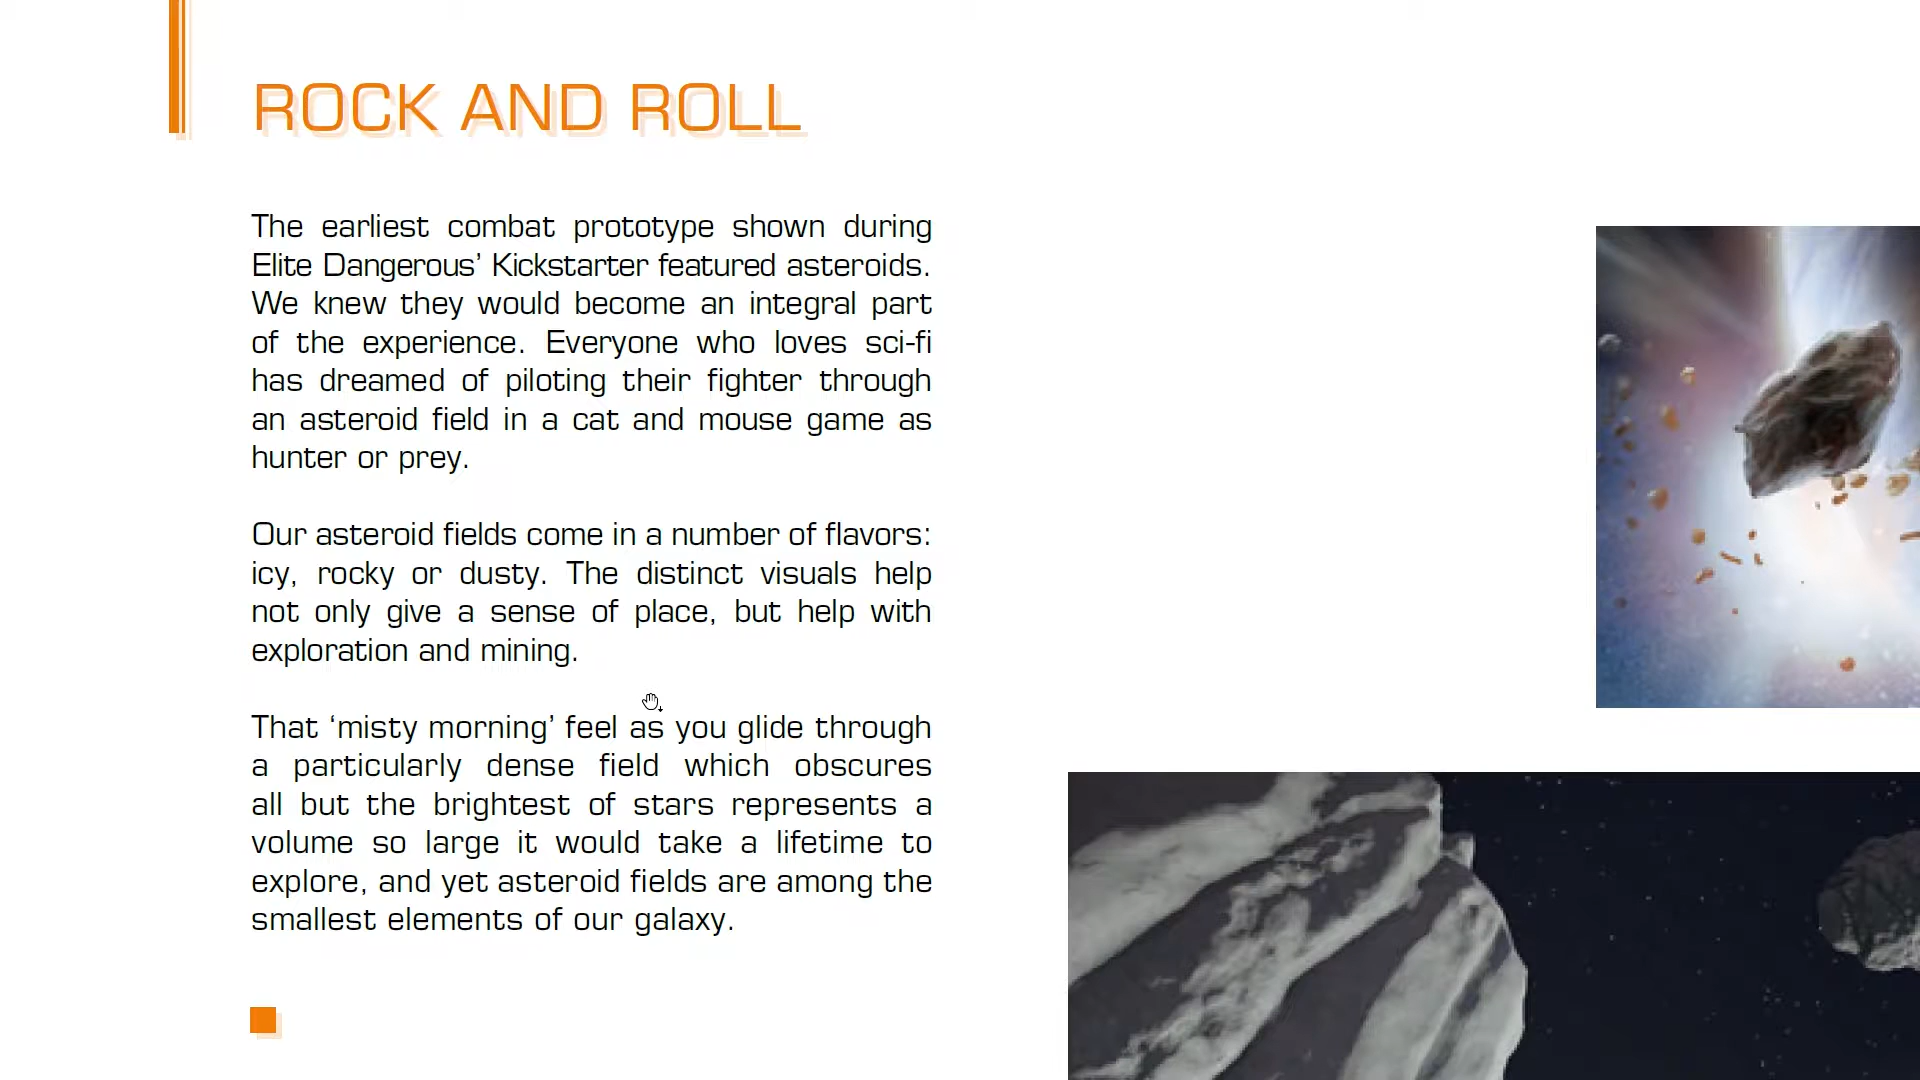 ROCK AND ROLL
The earliest combat prototype shown during
Elite Dangerous’ Kickstarter featured asteroids.
We knew they would become an integral part
of the experience. Everyone who loves sci-fi
has dreamed of piloting their fighter through
an asteroid field in a cat and mouse game as
hunter or prey.
Our asteroid fields come in a number of flavors:
icy, rocky or dusty. The distinct visuals help
not only give a sense of place, but help with
exploration and mining.
That ‘misty morning’ feel as you glide through
a particularly dense field which obscures
all but the brightest of stars represents a
volume so large it would take a lifetime to
explore, and yet asteroid fields are among the
smallest elements of our galaxy.